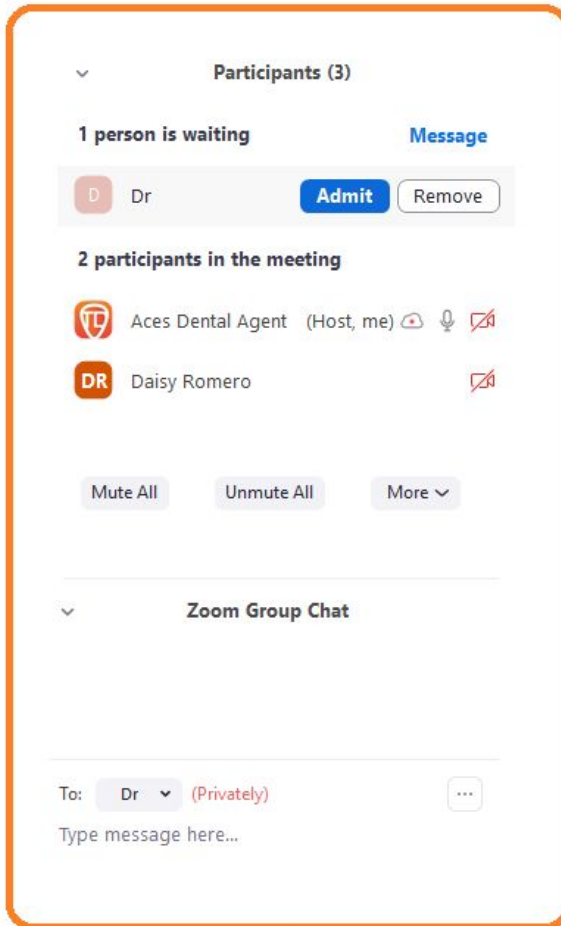 Participants (3)
1 person is waiting Message
D Dr Admit Remove
2 participants in the meeting
Aces Dental Agent (Host, me)
DR Daisy Romero
Mute All Unmute All More
Zoom Group Chat
To: Dr (Privately) ...
Type message here...